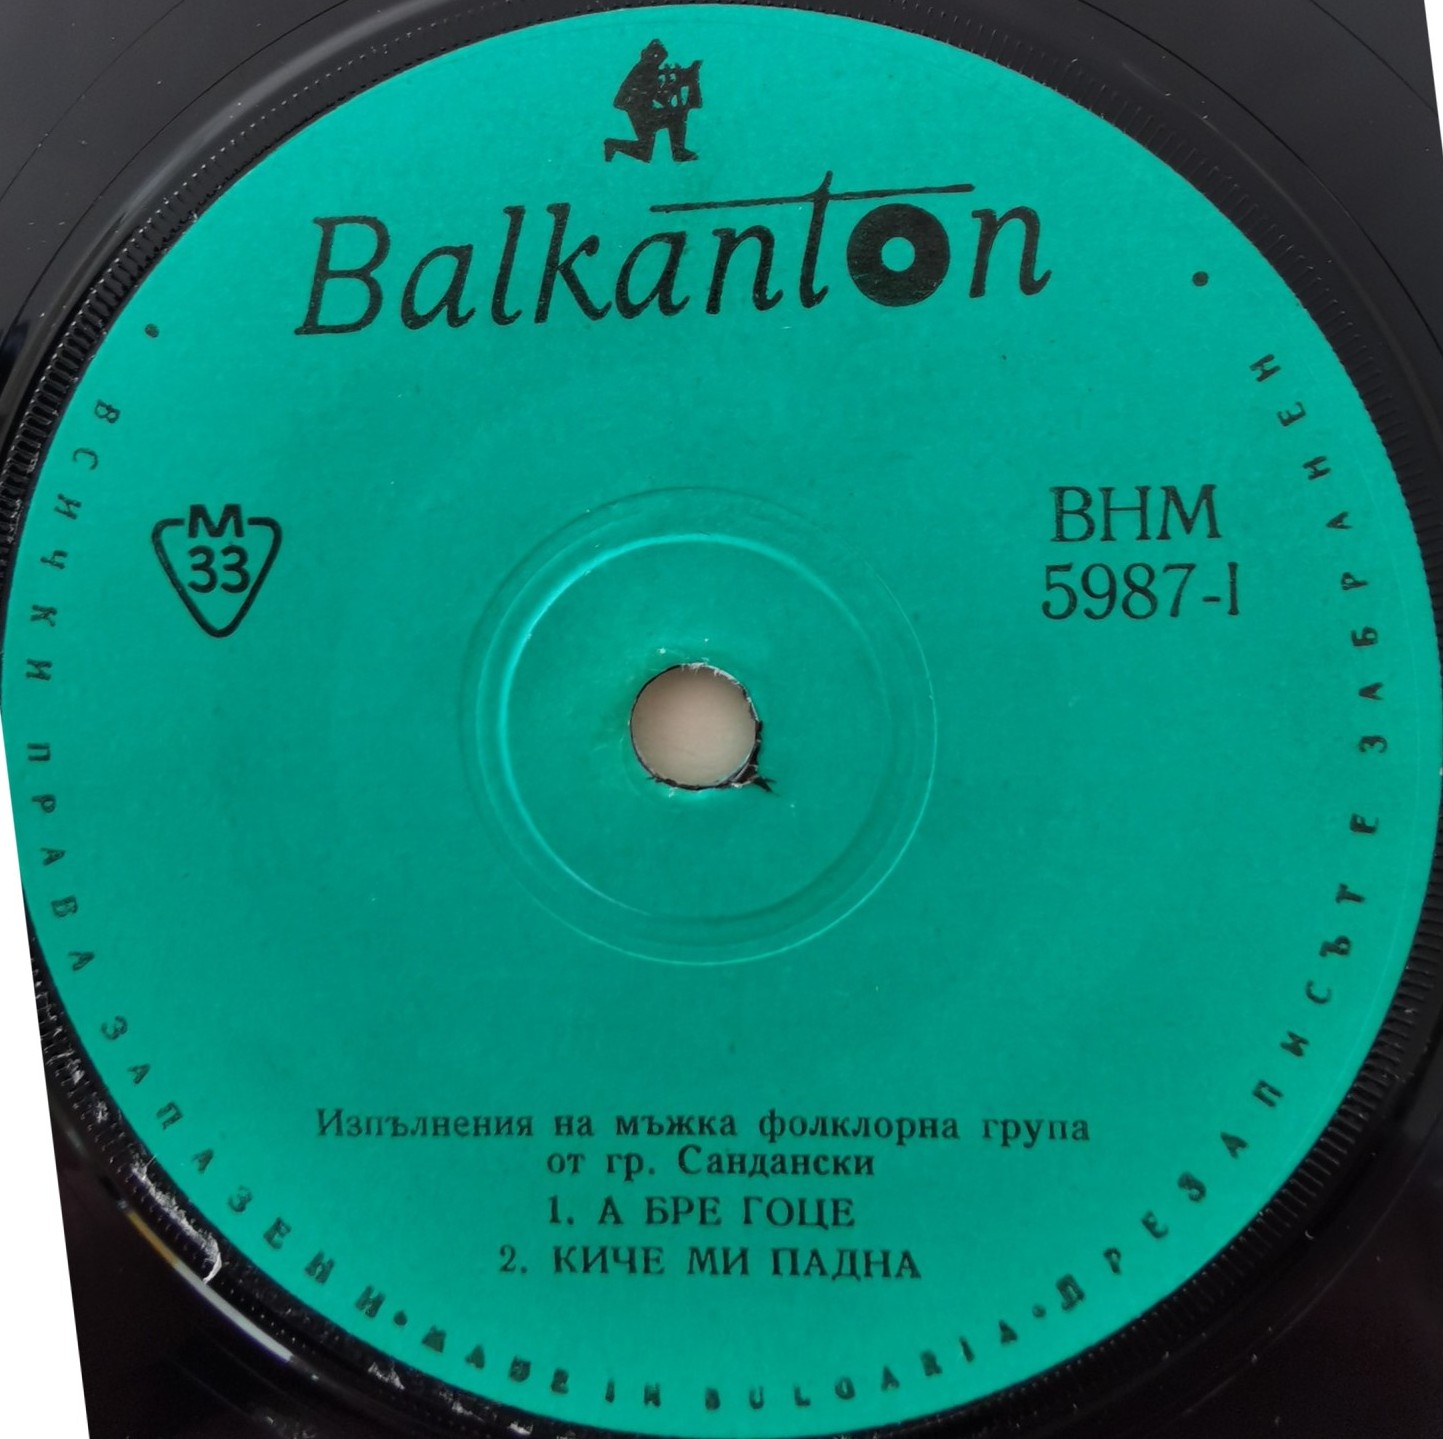 Balkanton
М
33
ВНМ
5987-I
Изпълнения на мъжка фолклорна група
от гр. Сандански
1. А БРЕ ГОЦЕ
2. КИЧЕ МИ ПАДНА
• ВСИЧКИ ПРАВА ЗАПАЗЕНИ • MADE IN BULGARIA • ПРЕЗАПИСЪТ Е ЗАБРАНЕН •